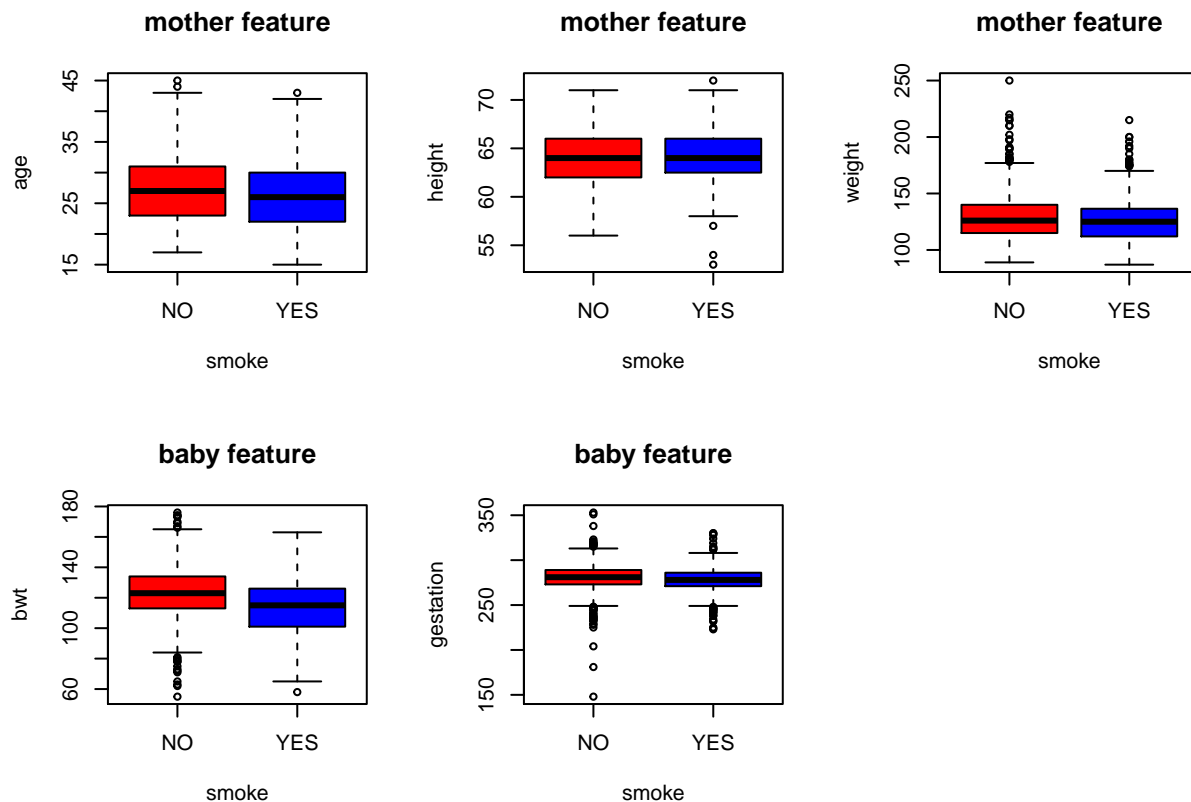 mother feature
age
15
25
35
45
NO
YES
smoke
mother feature
height
55
60
65
70
NO
YES
smoke
mother feature
weight
100
150
200
250
NO
YES
smoke
baby feature
bwt
60
100
140
180
NO
YES
smoke
baby feature
gestation
150
250
350
NO
YES
smoke